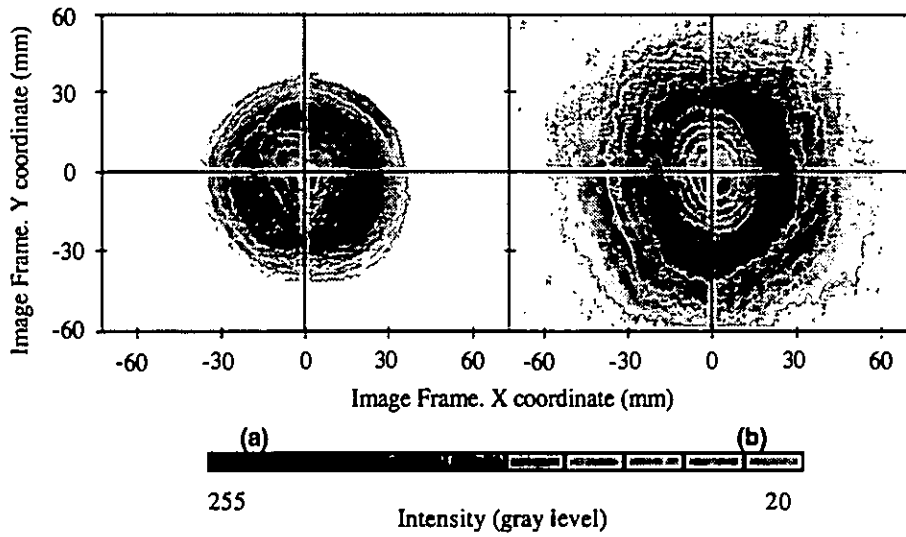 Image Frame. Y coordinate (mm)
60
30
0
-30
-60
-60 -30 0 30 60 -60 -30 0 30 60
Image Frame. X coordinate (mm)
(a) (b)
255 20
Intensity (gray level)